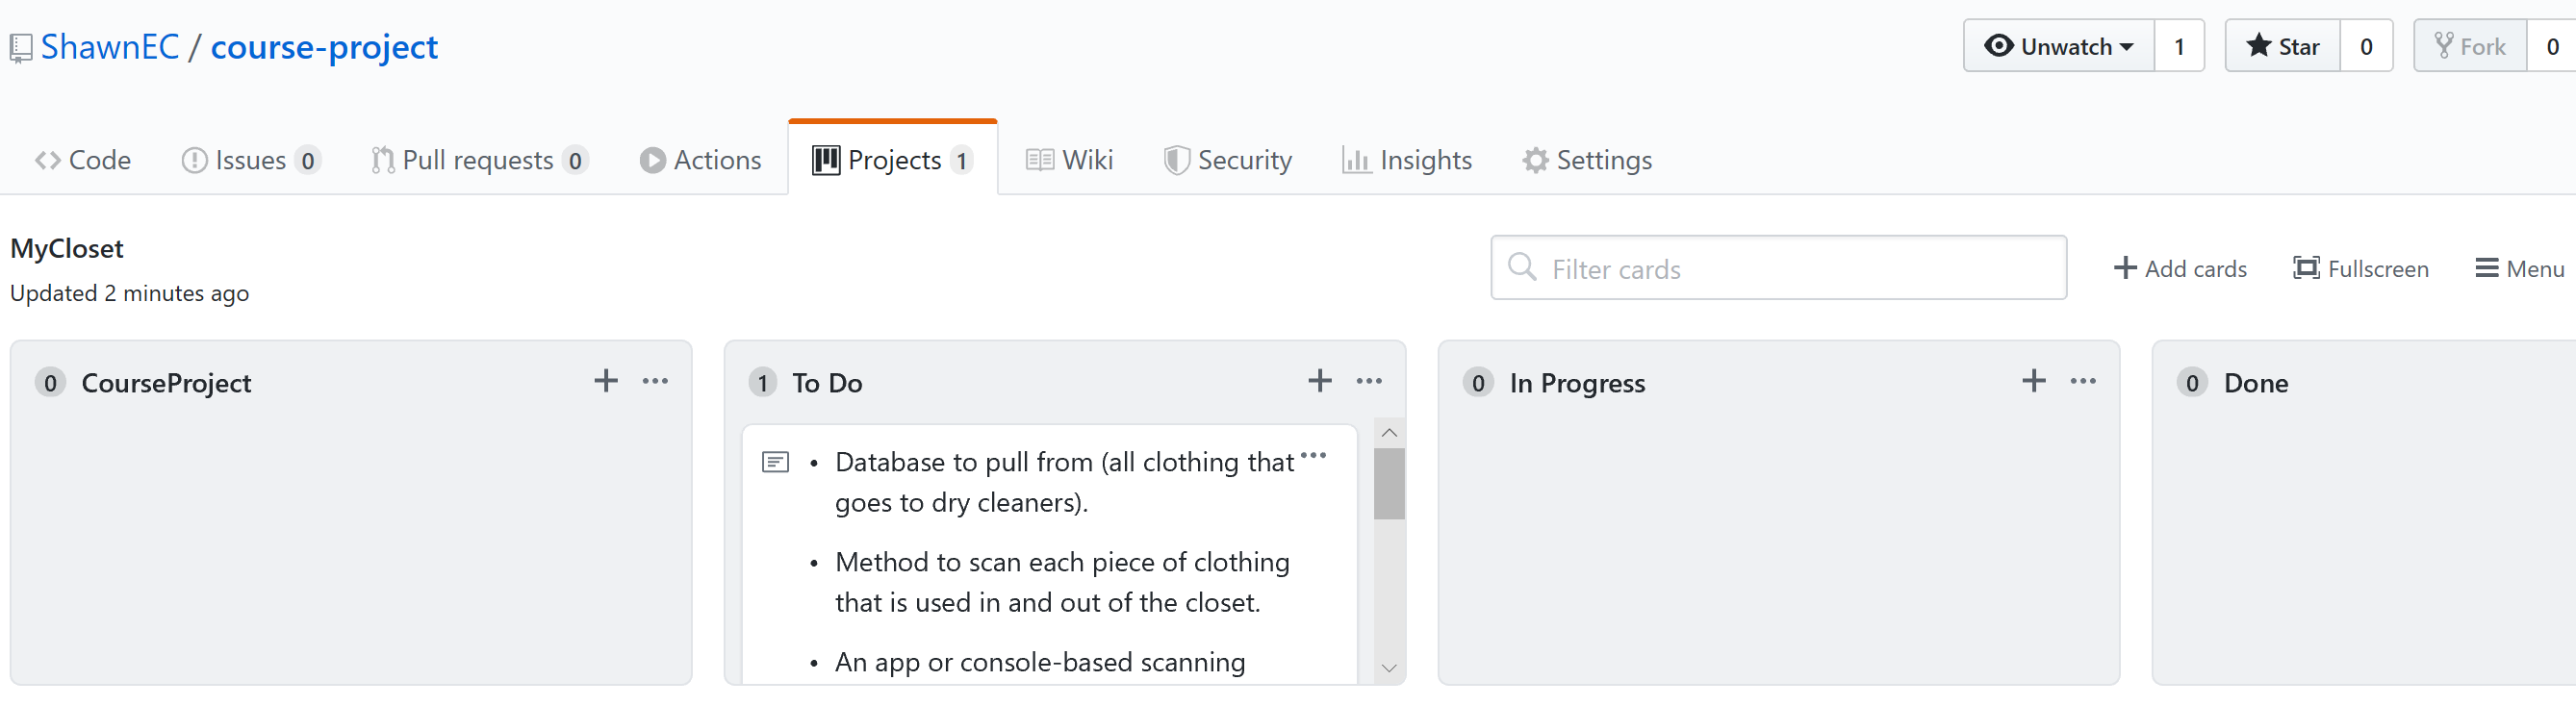 ShawnEC / course-project
Unwatch 1
Star 0
Fork 0
Code
Issues 0
Pull requests 0
Actions
Projects 1
Wiki
Security
Insights
Settings
MyCloset
Updated 2 minutes ago
Filter cards
Add cards
Fullscreen
Menu
0 CourseProject
1 To Do
• Database to pull from (all clothing that
goes to dry cleaners).
• Method to scan each piece of clothing
that is used in and out of the closet.
• An app or console-based scanning
0 In Progress
0 Done